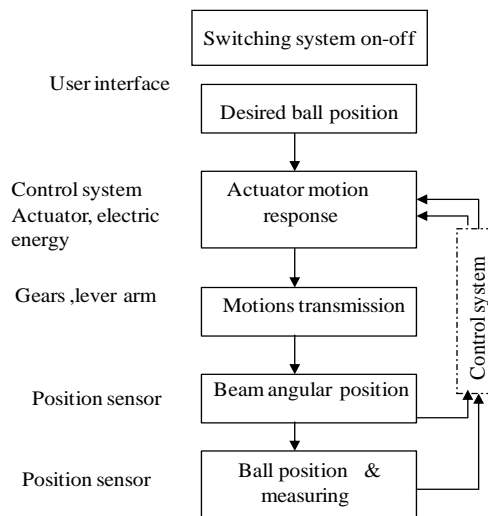 Switching system on-off
User interface
Desired ball position
Control system
Actuator, electric
energy
Actuator motion
response
Gears ,lever arm
Motions transmission
Control system
Position sensor
Beam angular position
Position sensor
Ball position &
measuring